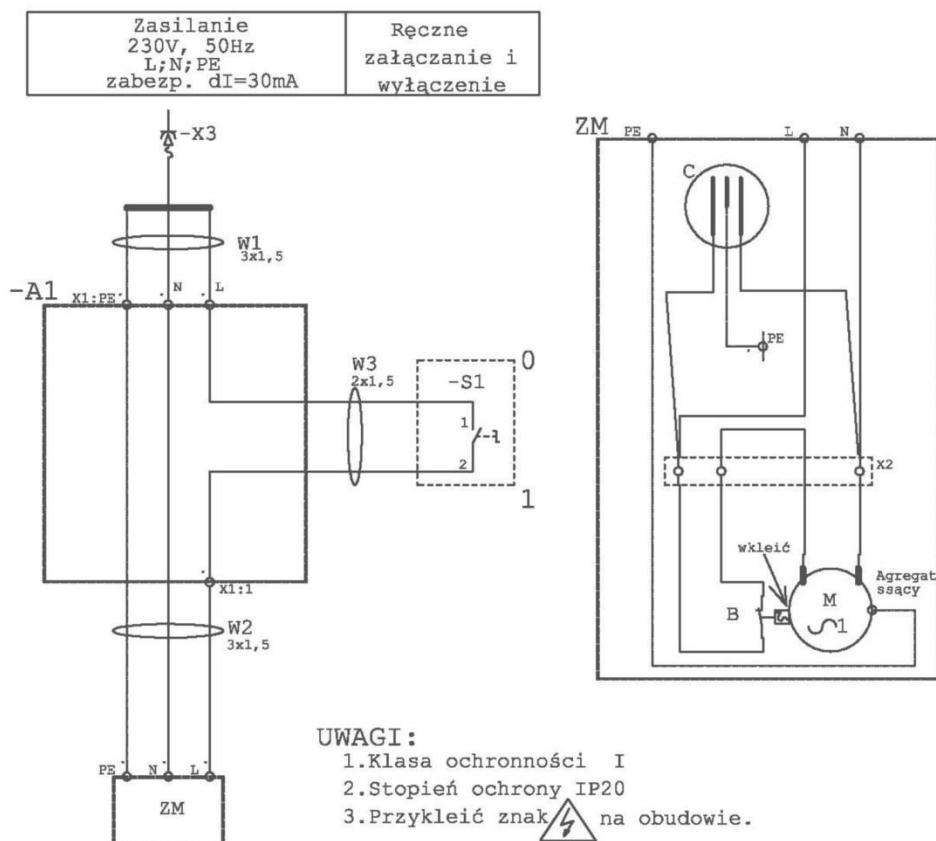 Zasilanie
230V, 50Hz
L;N;PE
zabezp. dI=30mA
Ręczne
załączanie i
wyłączenie
-X3
W1
3x1,5
-A1
X1:PE
N
L
W3
2x1,5
-S1
0
1
2
1
X1:1
W2
3x1,5
PE
N
L
ZM
ZM
PE
L
N
C
PE
X2
wkleić
B
M
1
Agregat
ssący
UWAGI:
1.Klasa ochronności I
2.Stopień ochrony IP20
3.Przykleić znak na obudowie.